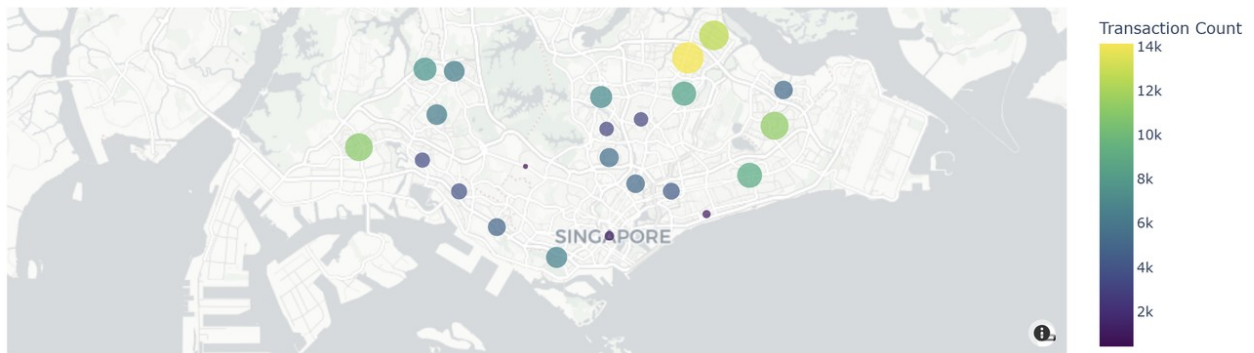 Transaction Count
14k
12k
10k
8k
6k
4k
2k
SINGAPORE